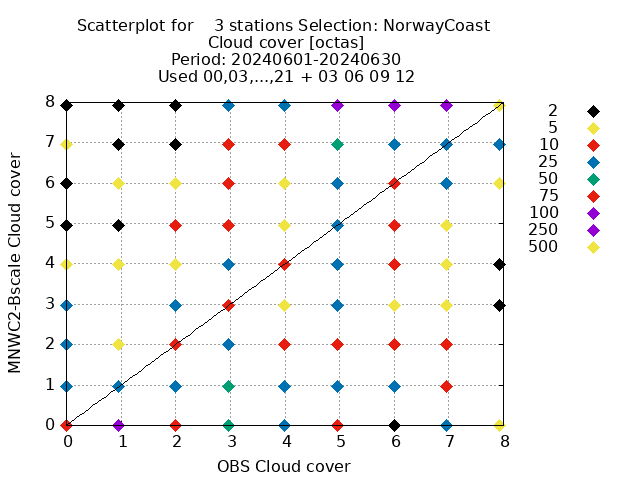 Scatterplot for    3 stations Selection: NorwayCoast
Cloud cover [octas]
Period: 20240601-20240630
Used 00,03,...,21 + 03 06 09 12
8
7
6
5
4
3
2
1
0
MNWC2-Bscale Cloud cover
0 1 2 3 4 5 6 7 8
OBS Cloud cover
2
5
10
25
50
75
100
250
500